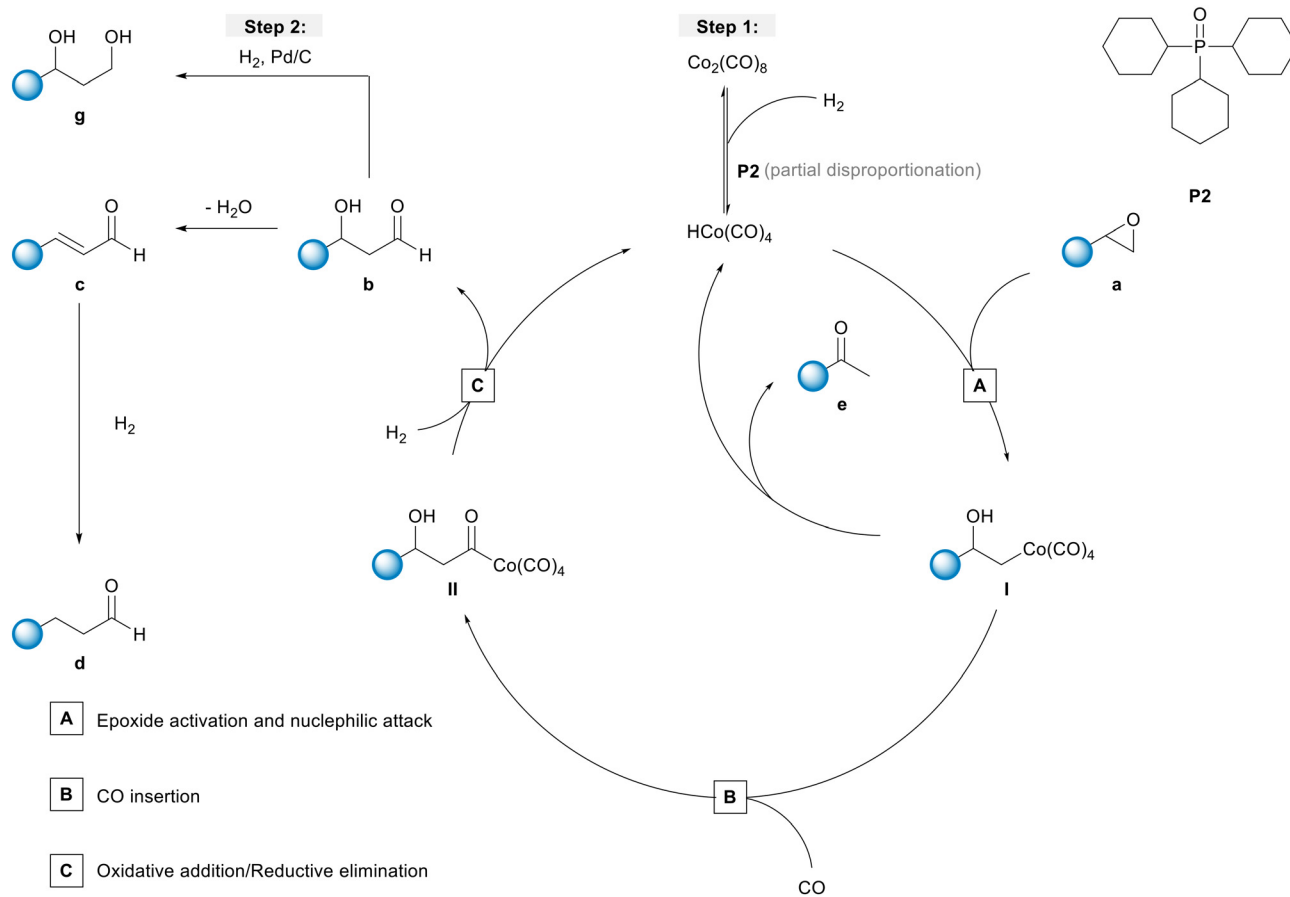 Step 2:
H2, Pd/C
OH
OH
g
Step 1:
Co2(CO)8
H2
P2 (partial disproportionation)
HCo(CO)4
O
P
P2
O
a
- H2O
OH
O
H
b
O
H
c
H2
O
H
d
C
H2
O
e
A
OH
O
Co(CO)4
II
OH
Co(CO)4
I
B
CO
A Epoxide activation and nuclephilic attack
B CO insertion
C Oxidative addition/Reductive elimination